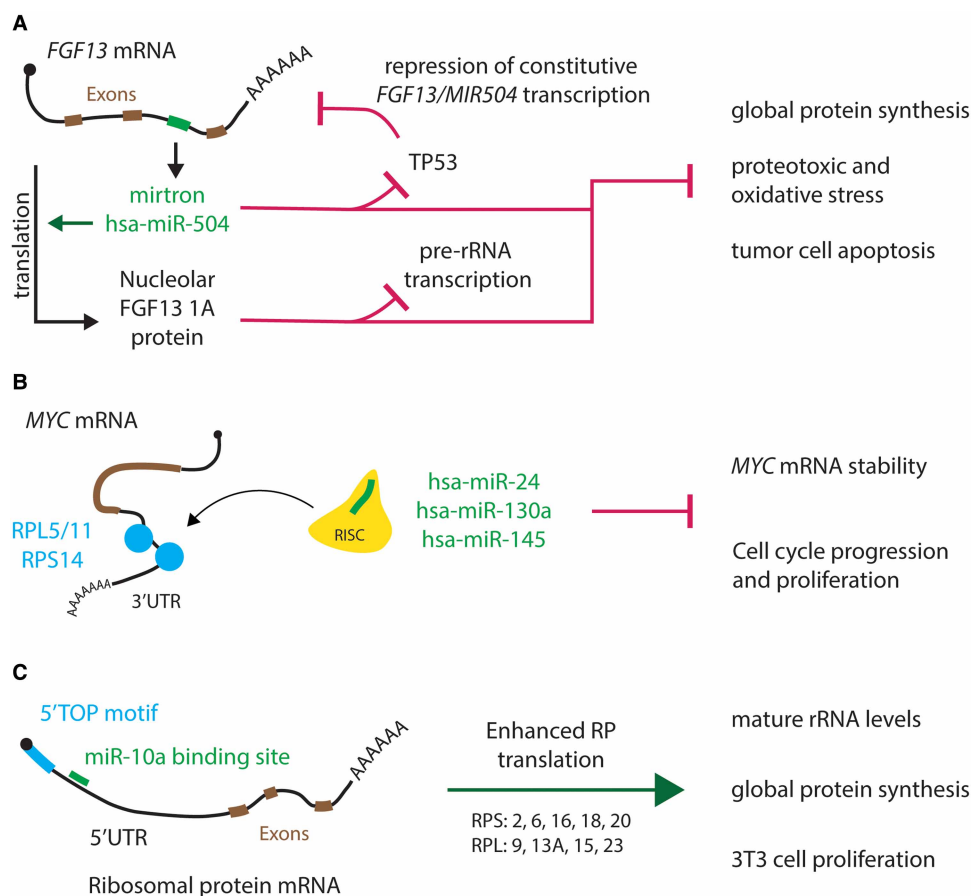 A
FGF13 mRNA
AAAAAA
Exons
repression of constitutive
FGF13/MIR504 transcription
TP53
mirtron
hsa-miR-504
translation
pre-rRNA
transcription
Nucleolar
FGF13 1A
protein
global protein synthesis
proteotoxic and
oxidative stress
tumor cell apoptosis
B
MYC mRNA
RPL5/11
RPS14
AAAAAAA
3'UTR
RISC
hsa-miR-24
hsa-miR-130a
hsa-miR-145
MYC mRNA stability
Cell cycle progression
and proliferation
C
5'TOP motif
miR-10a binding site
AAAAAA
5'UTR
Exons
Ribosomal protein mRNA
Enhanced RP
translation
RPS: 2, 6, 16, 18, 20
RPL: 9, 13A, 15, 23
mature rRNA levels
global protein synthesis
3T3 cell proliferation